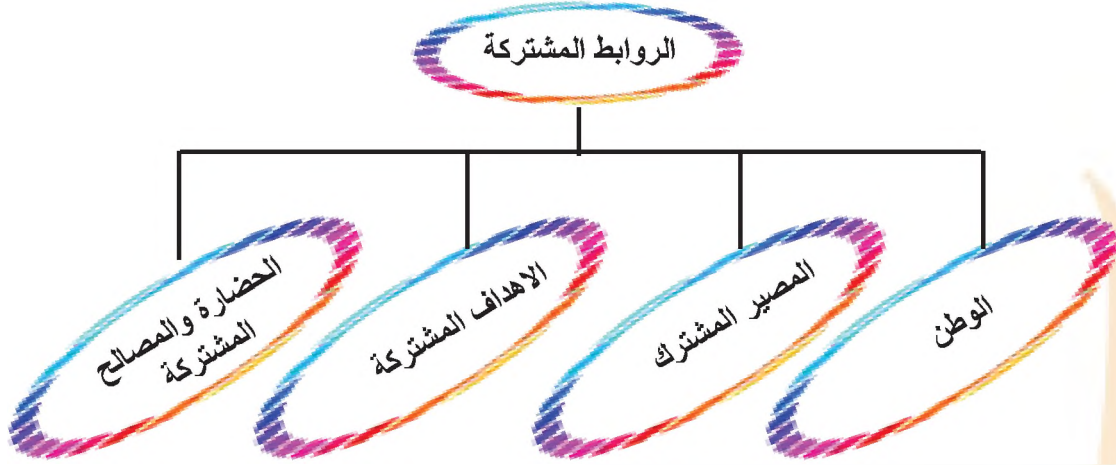 الروابط المشتركة
الوطن
المصير المشترك
الاهداف المشتركة
الحضارة والمصالح
المشتركة